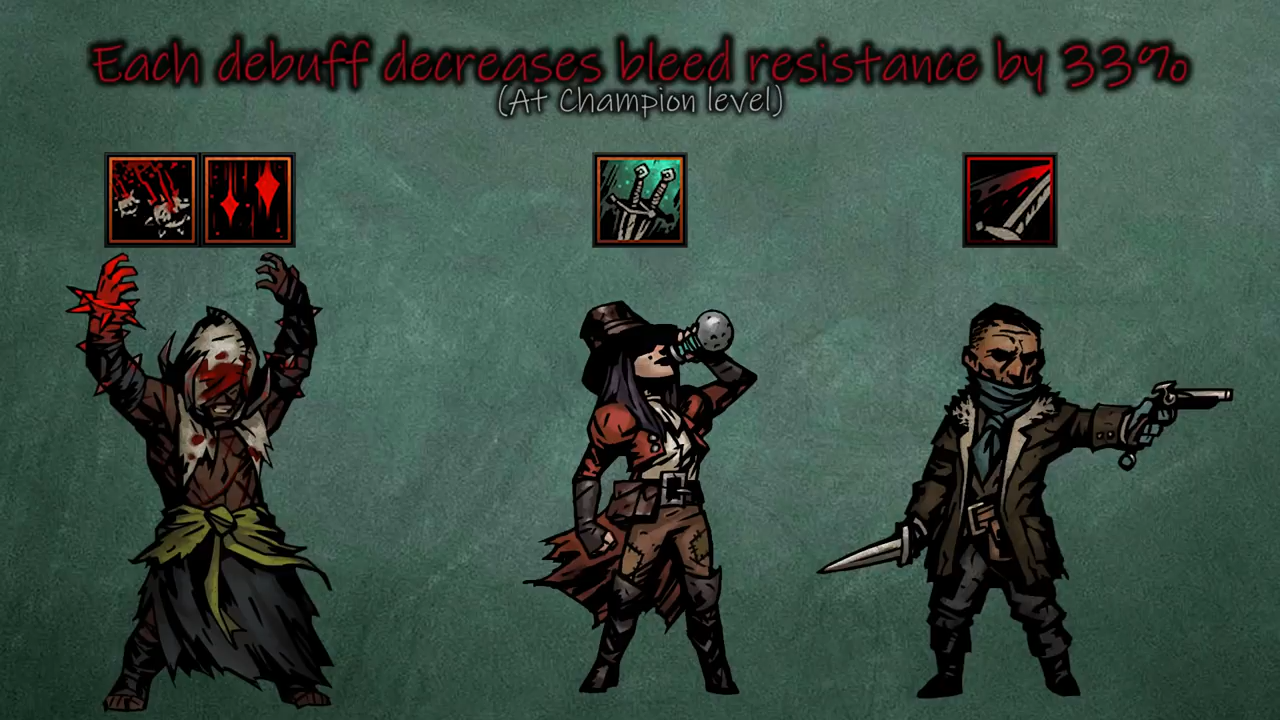 Each debuff decreases bleed resistance by 33%
(At Champion level)